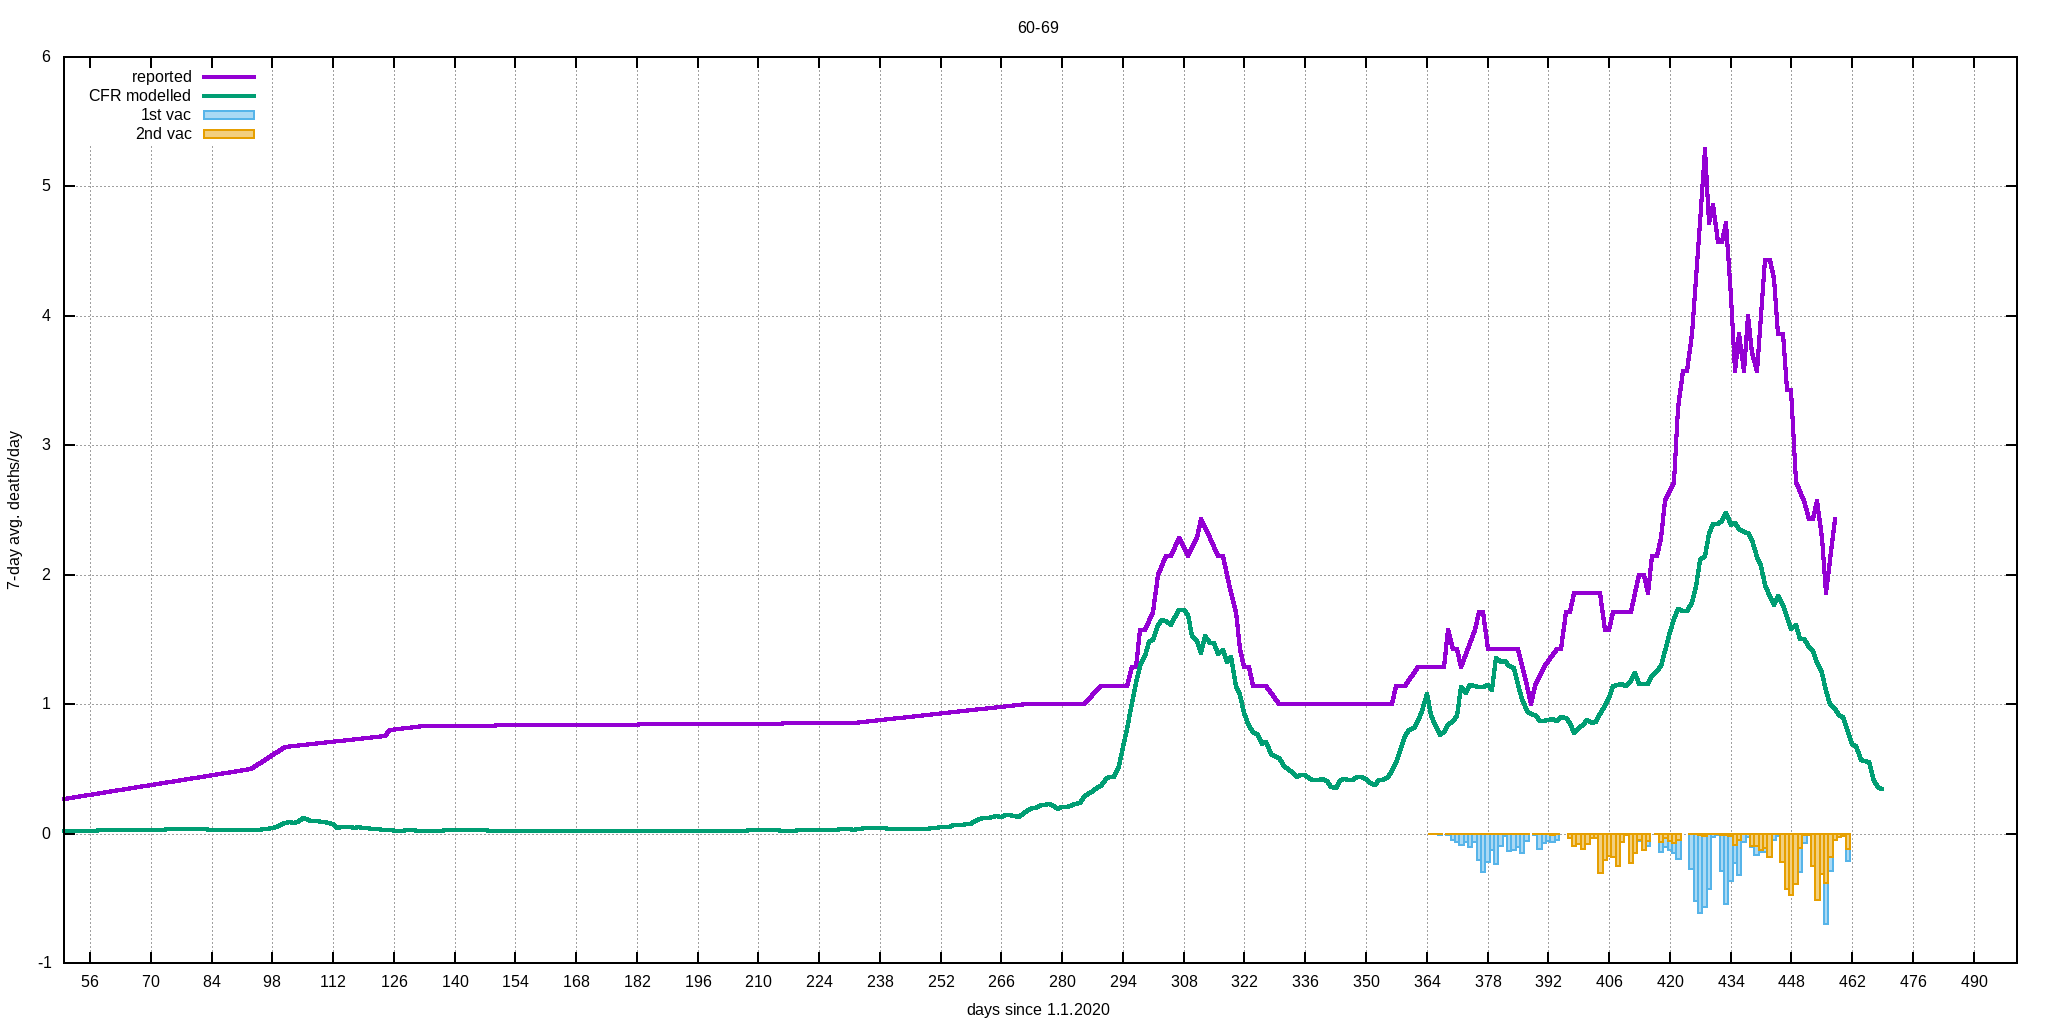 60-69
reported
CFR modelled
1st vac
2nd vac
6
5
4
3
2
1
0
-1
7-day avg. deaths/day
56 70 84 98 112 126 140 154 168 182 196 210 224 238 252 266 280 294 308 322 336 350 364 378 392 406 420 434 448 462 476 490
days since 1.1.2020